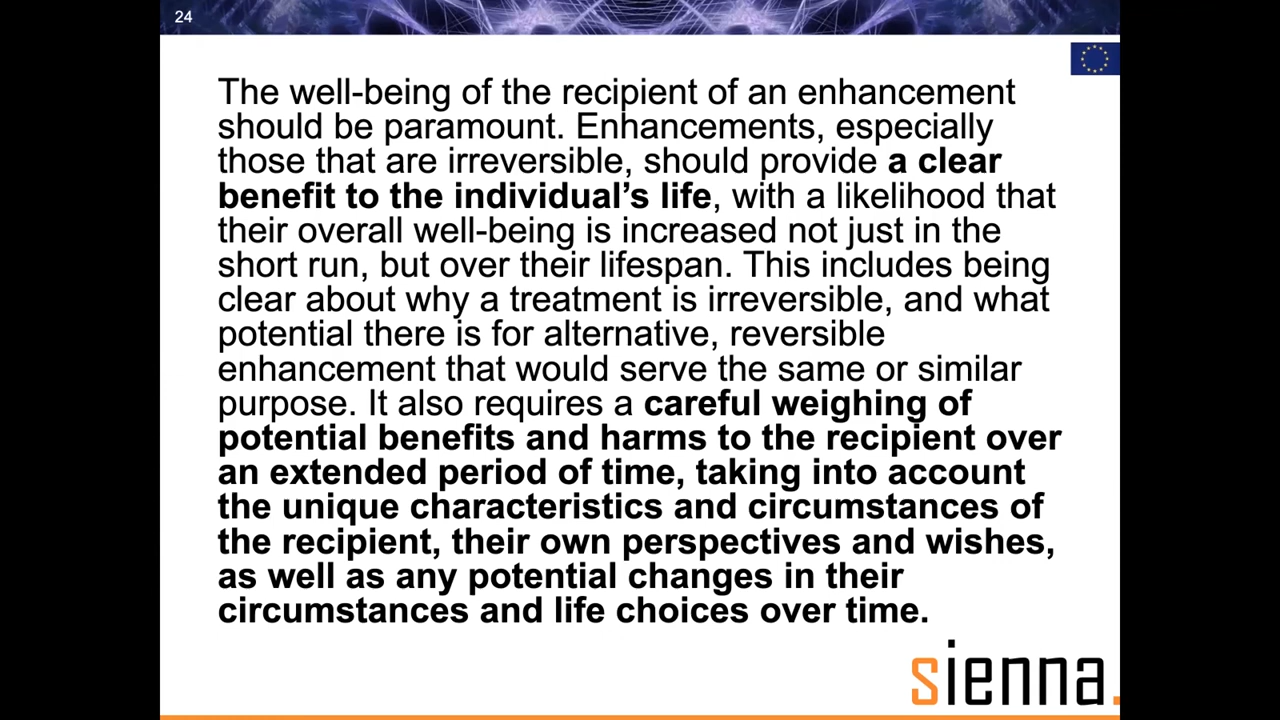 24
The well-being of the recipient of an enhancement
should be paramount. Enhancements, especially
those that are irreversible, should provide a clear
benefit to the individual’s life, with a likelihood that
their overall well-being is increased not just in the
short run, but over their lifespan. This includes being
clear about why a treatment is irreversible, and what
potential there is for alternative, reversible
enhancement that would serve the same or similar
purpose. It also requires a careful weighing of
potential benefits and harms to the recipient over
an extended period of time, taking into account
the unique characteristics and circumstances of
the recipient, their own perspectives and wishes,
as well as any potential changes in their
circumstances and life choices over time.
sienna.